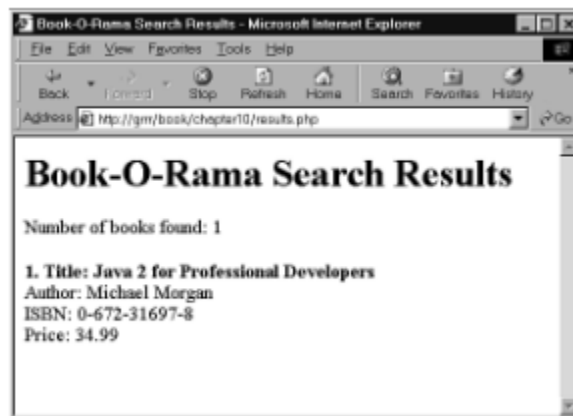 Book-O-Rama Search Results - Microsoft Internet Explorer
File Edit View Favorites Tools Help
Back Forward Stop Refresh Home Search Favorites History
Address http://grrr/book/chapter10/results.php Go
Book-O-Rama Search Results
Number of books found: 1
1. Title: Java 2 for Professional Developers
Author: Michael Morgan
ISBN: 0-672-31697-8
Price: 34.99